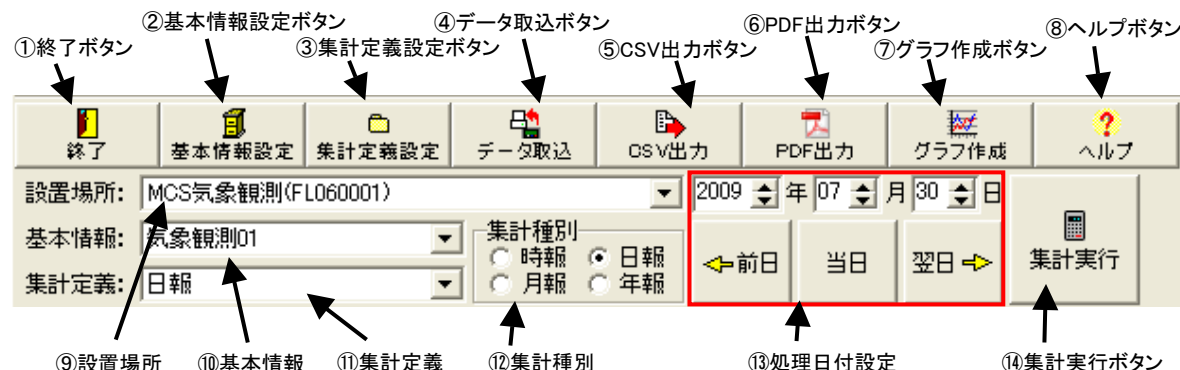 ②基本情報設定ボタン ④データ取込ボタン ⑥PDF出力ボタン ⑧ヘルプボタン
①終了ボタン ③集計定義設定ボタン ⑤CSV出力ボタン ⑦グラフ作成ボタン
終了 基本情報設定 集計定義設定 データ取込 CSV出力 PDF出力 グラフ作成 ヘルプ
設置場所: MCS気象観測(FL060001) 2009 年 07 月 30 日
基本情報: 気象観測01 集計種別
時報 日報
前日 当日 翌日 集計実行
集計定義: 日報 月報 年報
⑨設置場所 ⑩基本情報 ⑪集計定義 ⑫集計種別 ⑬処理日付設定 ⑭集計実行ボタン